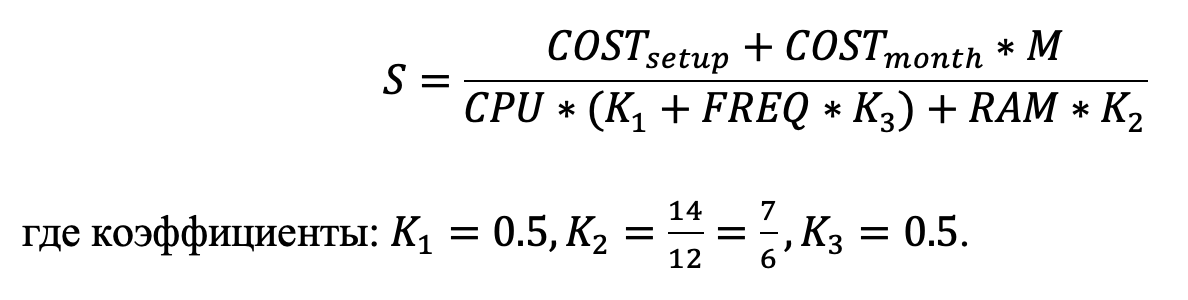 S = (COST_setup + COST_month * M) / (CPU * (K_1 + FREQ * K_3) + RAM * K_2)
где коэффициенты: K_1 = 0.5, K_2 = 14/12 = 7/6, K_3 = 0.5.